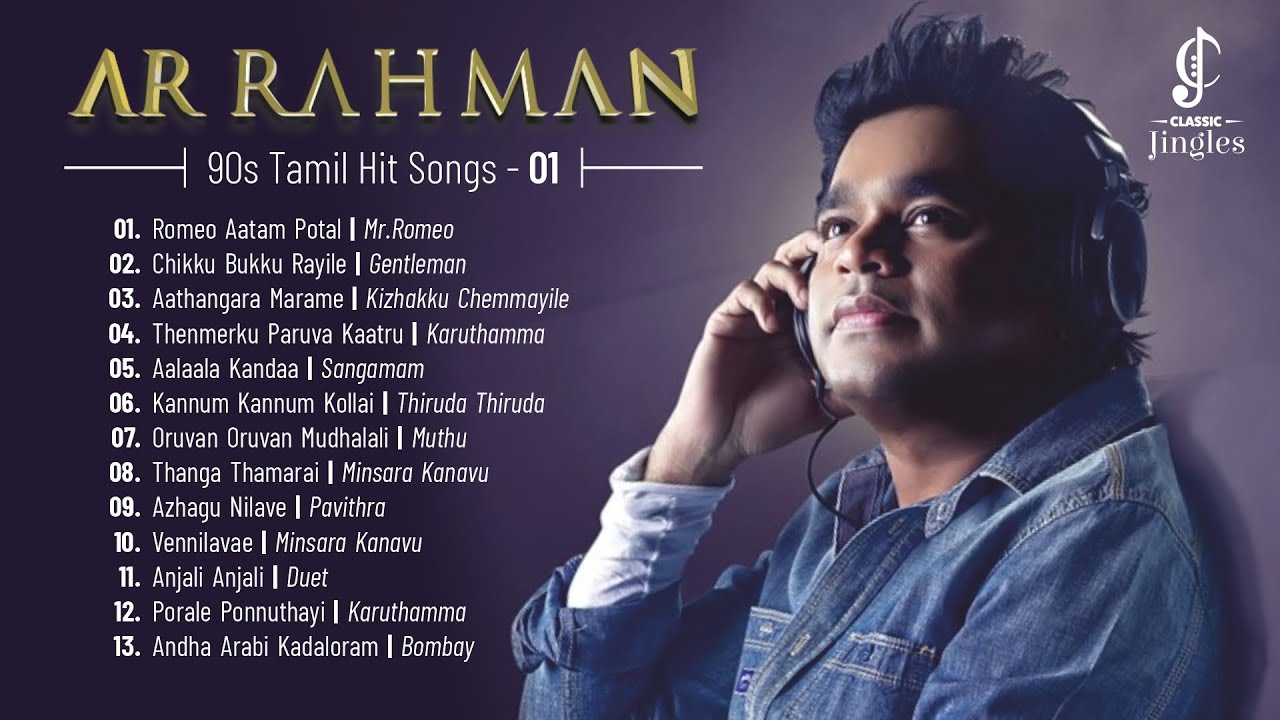 AR RAHMAN
90s Tamil Hit Songs - 01
01. Romeo Aatam Potal | Mr.Romeo
02. Chikku Bukku Rayile | Gentleman
03. Aathangara Marame | Kizhakku Chemmayile
04. Thenmerku Paruva Kaatru | Karuthamma
05. Aalaala Kandaa | Sangamam
06. Kannum Kannum Kollai | Thiruda Thiruda
07. Oruvan Oruvan Mudhalali | Muthu
08. Thanga Thamarai | Minsara Kanavu
09. Azhagu Nilave | Pavithra
10. Vennilavae | Minsara Kanavu
11. Anjali Anjali | Duet
12. Porale Ponnuthayi | Karuthamma
13. Andha Arabi Kadaloram | Bombay
CJ
CLASSIC
Jingles